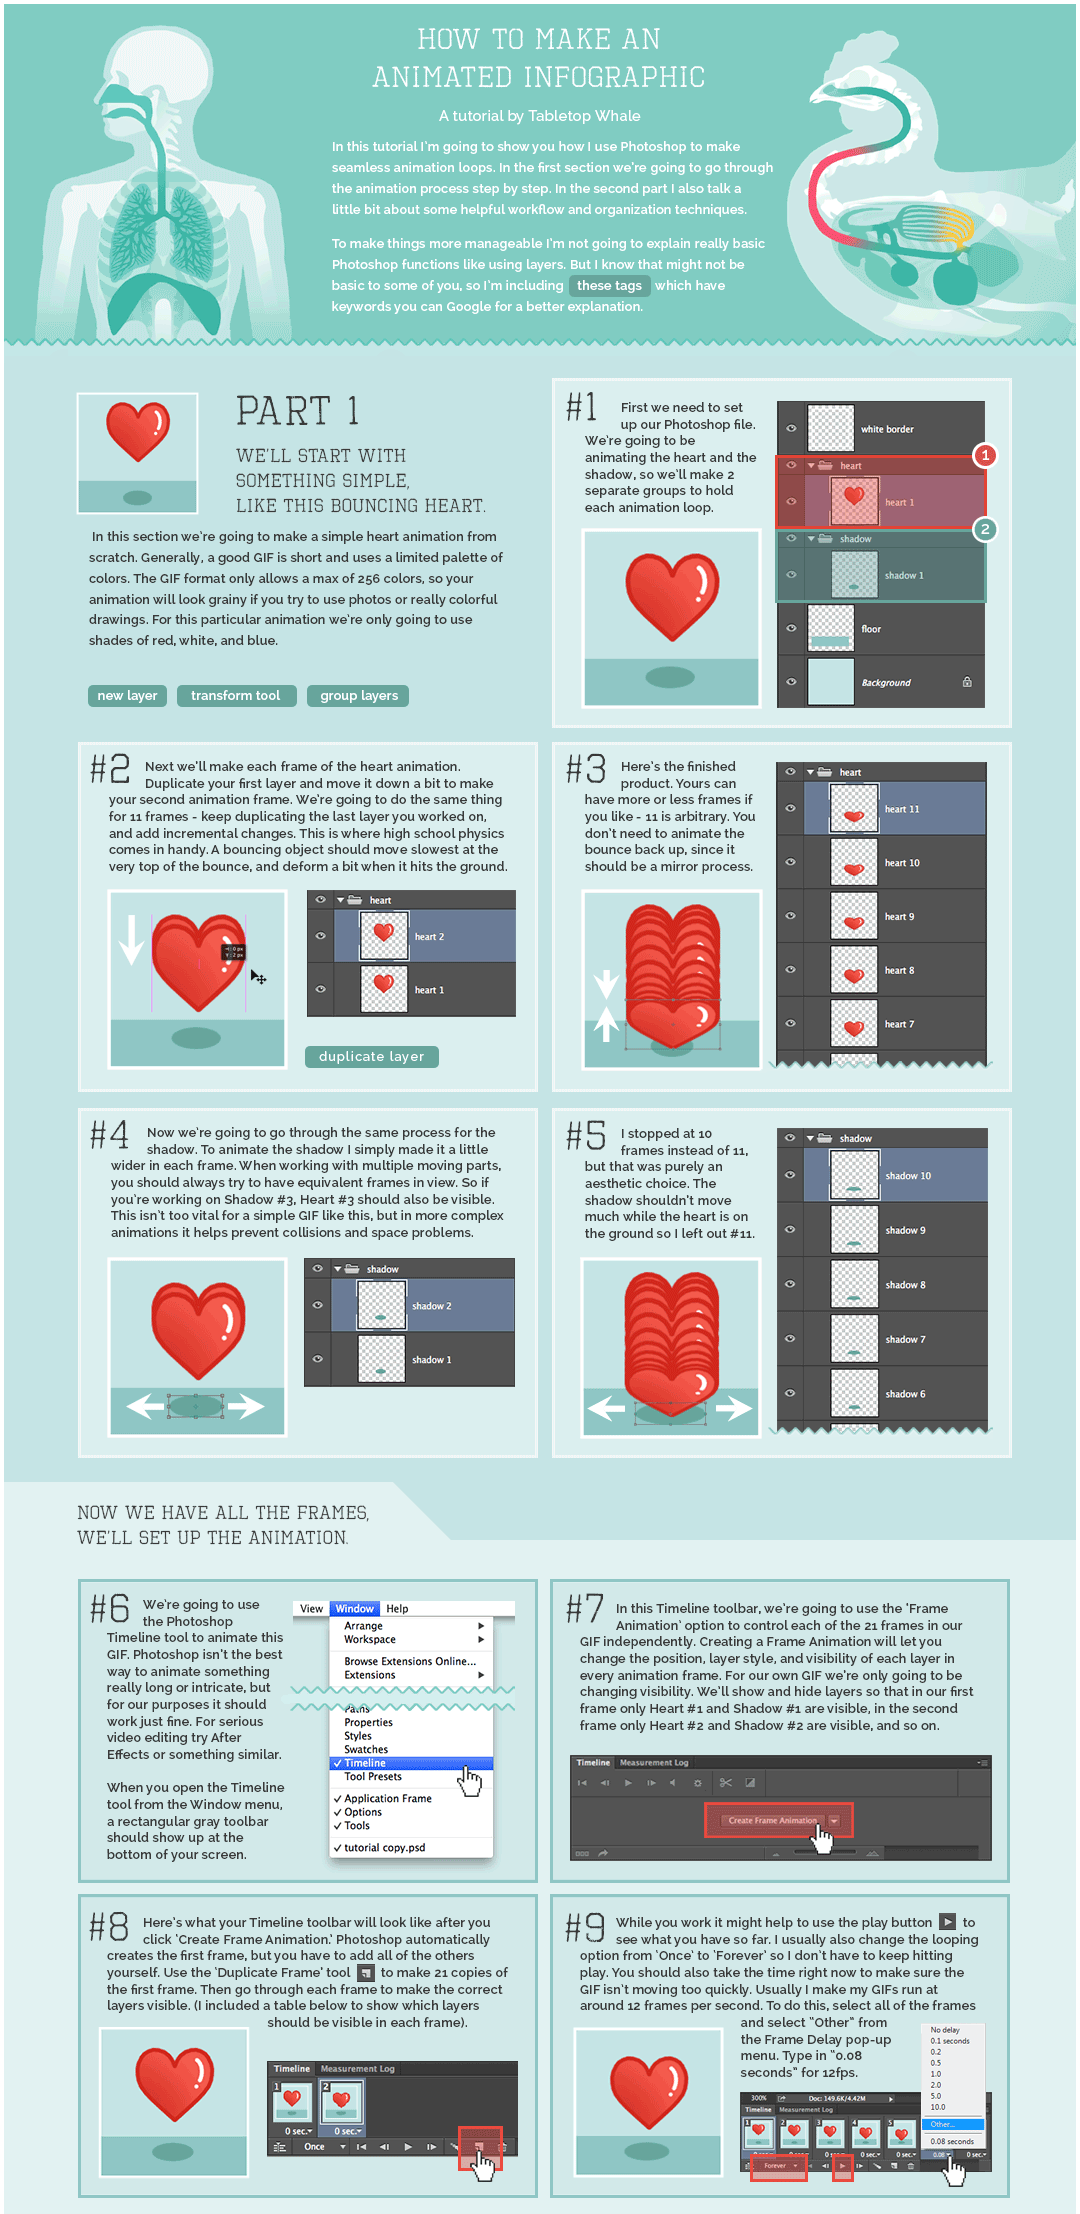 HOW TO MAKE AN
ANIMATED INFOGRAPHIC
A tutorial by Tabletop Whale
In this tutorial I'm going to show you how I use Photoshop to make
seamless animation loops. In the first section we're going to go through
the animation process step by step. In the second part I also talk a
little bit about some helpful workflow and organization techniques.
To make things more manageable I'm not going to explain really basic
Photoshop functions like using layers. But I know that might not be
basic to some of you, so I'm including these tags which have
keywords you can Google for a better explanation.
PART 1
WE'LL START WITH
SOMETHING SIMPLE,
LIKE THIS BOUNCING HEART.
In this section we're going to make a simple heart animation from
scratch. Generally, a good GIF is short and uses a limited palette of
colors. The GIF format only allows a max of 256 colors, so your
animation will look grainy if you try to use photos or really colorful
drawings. For this particular animation we're only going to use
shades of red, white, and blue.
new layer transform tool group layers
#1 First we need to set
up our Photoshop file.
We're going to be
animating the heart and the
shadow, so we'll make 2
separate groups to hold
each animation loop.
white border
1
heart
heart 1
2
shadow
shadow 1
floor
Background
#2 Next we'll make each frame of the heart animation.
Duplicate your first layer and move it down a bit to make
your second animation frame. We're going to do the same thing
for 11 frames - keep duplicating the last layer you worked on,
and add incremental changes. This is where high school physics
comes in handy. A bouncing object should move slowest at the
very top of the bounce, and deform a bit when it hits the ground.
heart
heart 2
heart 1
duplicate layer
#3 Here's the finished
product. Yours can
have more or less frames if
you like - 11 is arbitrary. You
don't need to animate the
bounce back up, since it
should be a mirror process.
heart
heart 11
heart 10
heart 9
heart 8
heart 7
#4 Now we're going to go through the same process for the
shadow. To animate the shadow I simply made it a little
wider in each frame. When working with multiple moving parts,
you should always try to have equivalent frames in view. So if
you're working on Shadow #3, Heart #3 should also be visible.
This isn't too vital for a simple GIF like this, but in more complex
animations it helps prevent collisions and space problems.
shadow
shadow 2
shadow 1
#5 I stopped at 10
frames instead of 11,
but that was purely an
aesthetic choice. The
shadow shouldn't move
much while the heart is on
the ground so I left out #11.
shadow
shadow 10
shadow 9
shadow 8
shadow 7
shadow 6
NOW WE HAVE ALL THE FRAMES,
WE'LL SET UP THE ANIMATION.
#6 We're going to use
the Photoshop
Timeline tool to animate this
GIF. Photoshop isn't the best
way to animate something
really long or intricate, but
for our purposes it should
work just fine. For serious
video editing try After
Effects or something similar.
When you open the Timeline
tool from the Window menu,
a rectangular gray toolbar
should show up at the
bottom of your screen.
View Window Help
Arrange
Workspace
Browse Extensions Online...
Extensions
Paths
Properties
Styles
Swatches
✓ Timeline
Tool Presets
✓ Application Frame
✓ Options
✓ Tools
✓ tutorial copy.psd
#7 In this Timeline toolbar, we're going to use the 'Frame
Animation' option to control each of the 21 frames in our
GIF independently. Creating a Frame Animation will let you
change the position, layer style, and visibility of each layer in
every animation frame. For our own GIF we're only going to be
changing visibility. We'll show and hide layers so that in our first
frame only Heart #1 and Shadow #1 are visible, in the second
frame only Heart #2 and Shadow #2 are visible, and so on.
Timeline Measurement Log
Create Frame Animation
#8 Here's what your Timeline toolbar will look like after you
click 'Create Frame Animation.' Photoshop automatically
creates the first frame, but you have to add all of the others
yourself. Use the 'Duplicate Frame' tool to make 21 copies of
the first frame. Then go through each frame to make the correct
layers visible. (I included a table below to show which layers
should be visible in each frame).
Timeline Measurement Log
1 2
0 sec. 0 sec.
Once
#9 While you work it might help to use the play button to
see what you have so far. I usually also change the looping
option from 'Once' to 'Forever' so I don't have to keep hitting
play. You should also take the time right now to make sure the
GIF isn't moving too quickly. Usually I make my GIFs run at
around 12 frames per second. To do this, select all of the frames
and select "Other" from
the Frame Delay pop-up
menu. Type in "0.08
seconds" for 12fps.
No delay
0.1 seconds
0.2
0.5
1.0
2.0
5.0
10.0
Other...
0.08 seconds
300% Doc: 149.6K/4.42M
Timeline Measurement Log
1 2 3 4 5
0 sec. 0 sec. 0 sec. 0 sec. 0.08 0 sec.
Forever